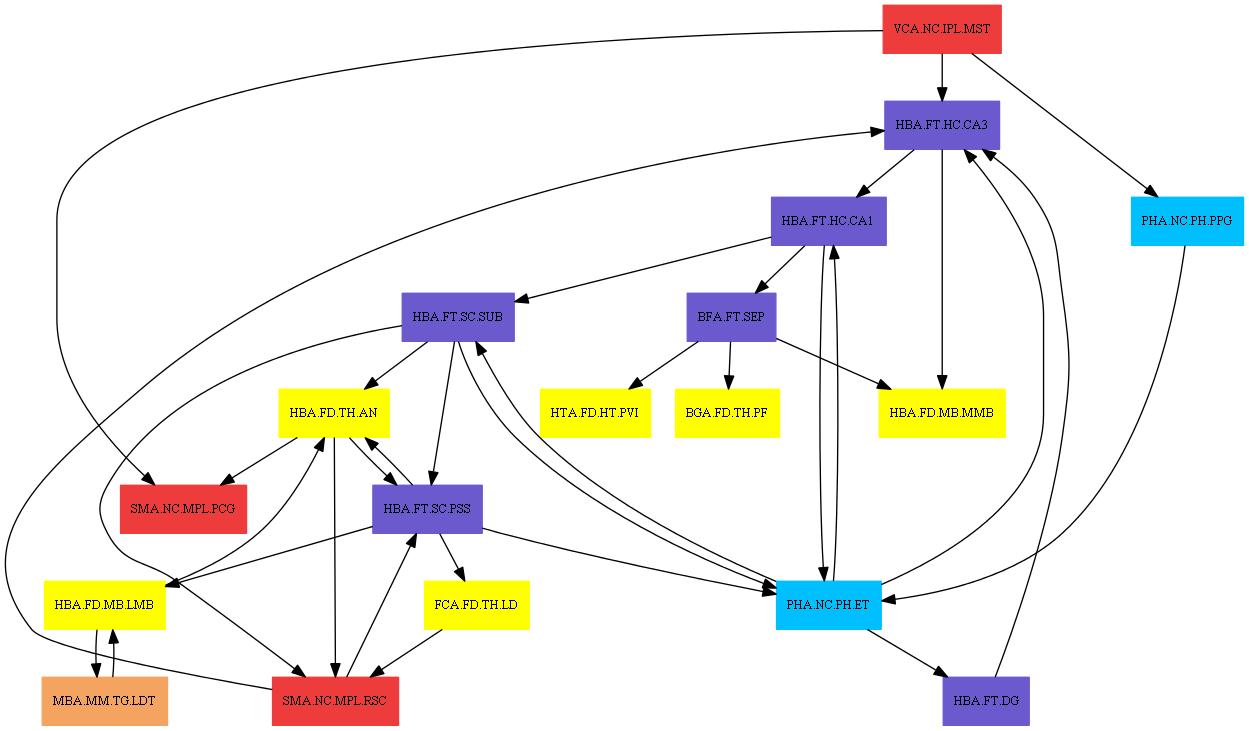 VCA.NC.IPL.MST
HBA.FT.HC.CA3
HBA.FT.HC.CA1
PHA.NC.PH.PPG
HBA.FT.SC.SUB
BFA.FT.SEP
HBA.FD.TH.AN
HTA.FD.HT.PVI
BGA.FD.TH.PF
HBA.FD.MB.MMB
SMA.NC.MPL.PCG
HBA.FT.SC.PSS
HBA.FD.MB.LMB
FCA.FD.TH.LD
PHA.NC.PH.ET
MBA.MM.TG.LDT
SMA.NC.MPL.RSC
HBA.FT.DG